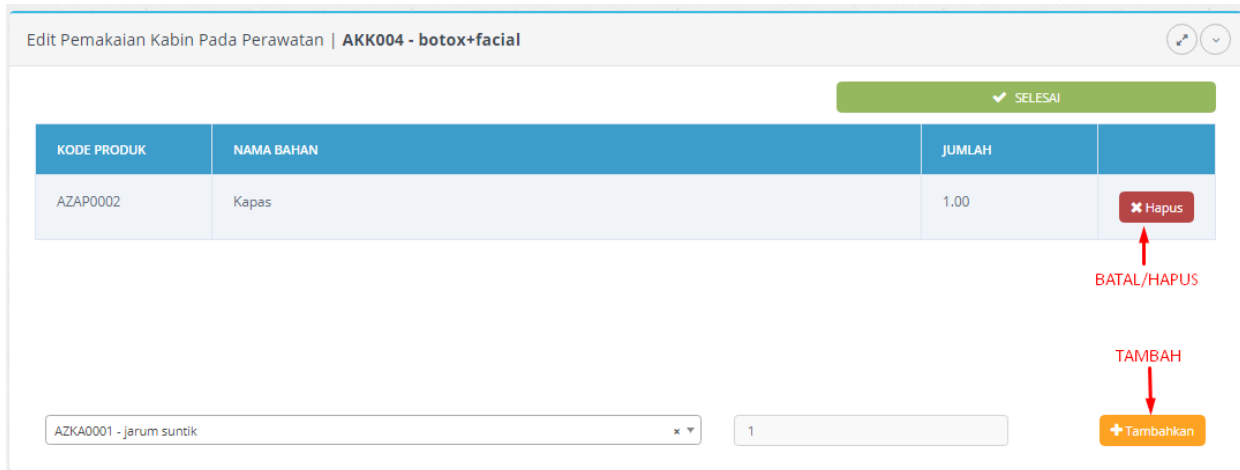 Edit Pemakaian Kabin Pada Perawatan | AKK004 - botox+facial
SELESAI
KODE PRODUK NAMA BAHAN JUMLAH
AZAP0002 Kapas 1.00 Hapus
BATAL/HAPUS
TAMBAH
AZKA0001 - jarum suntik 1 Tambahkan